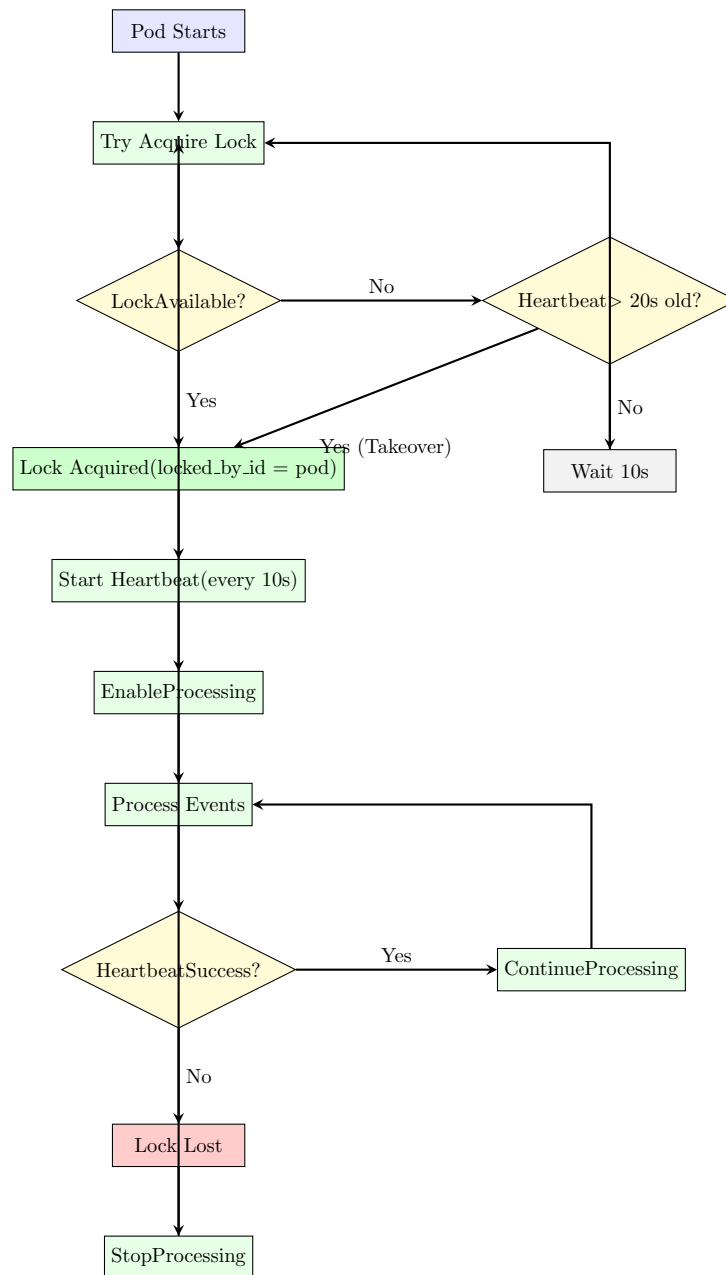 Pod Starts
Try Acquire Lock
LockAvailable?
No
Heartbeat> 20s old?
Yes
No
Yes (Takeover)
Lock Acquired(locked_by_id = pod)
Wait 10s
Start Heartbeat(every 10s)
EnableProcessing
Process Events
HeartbeatSuccess?
Yes
ContinueProcessing
No
Lock Lost
StopProcessing